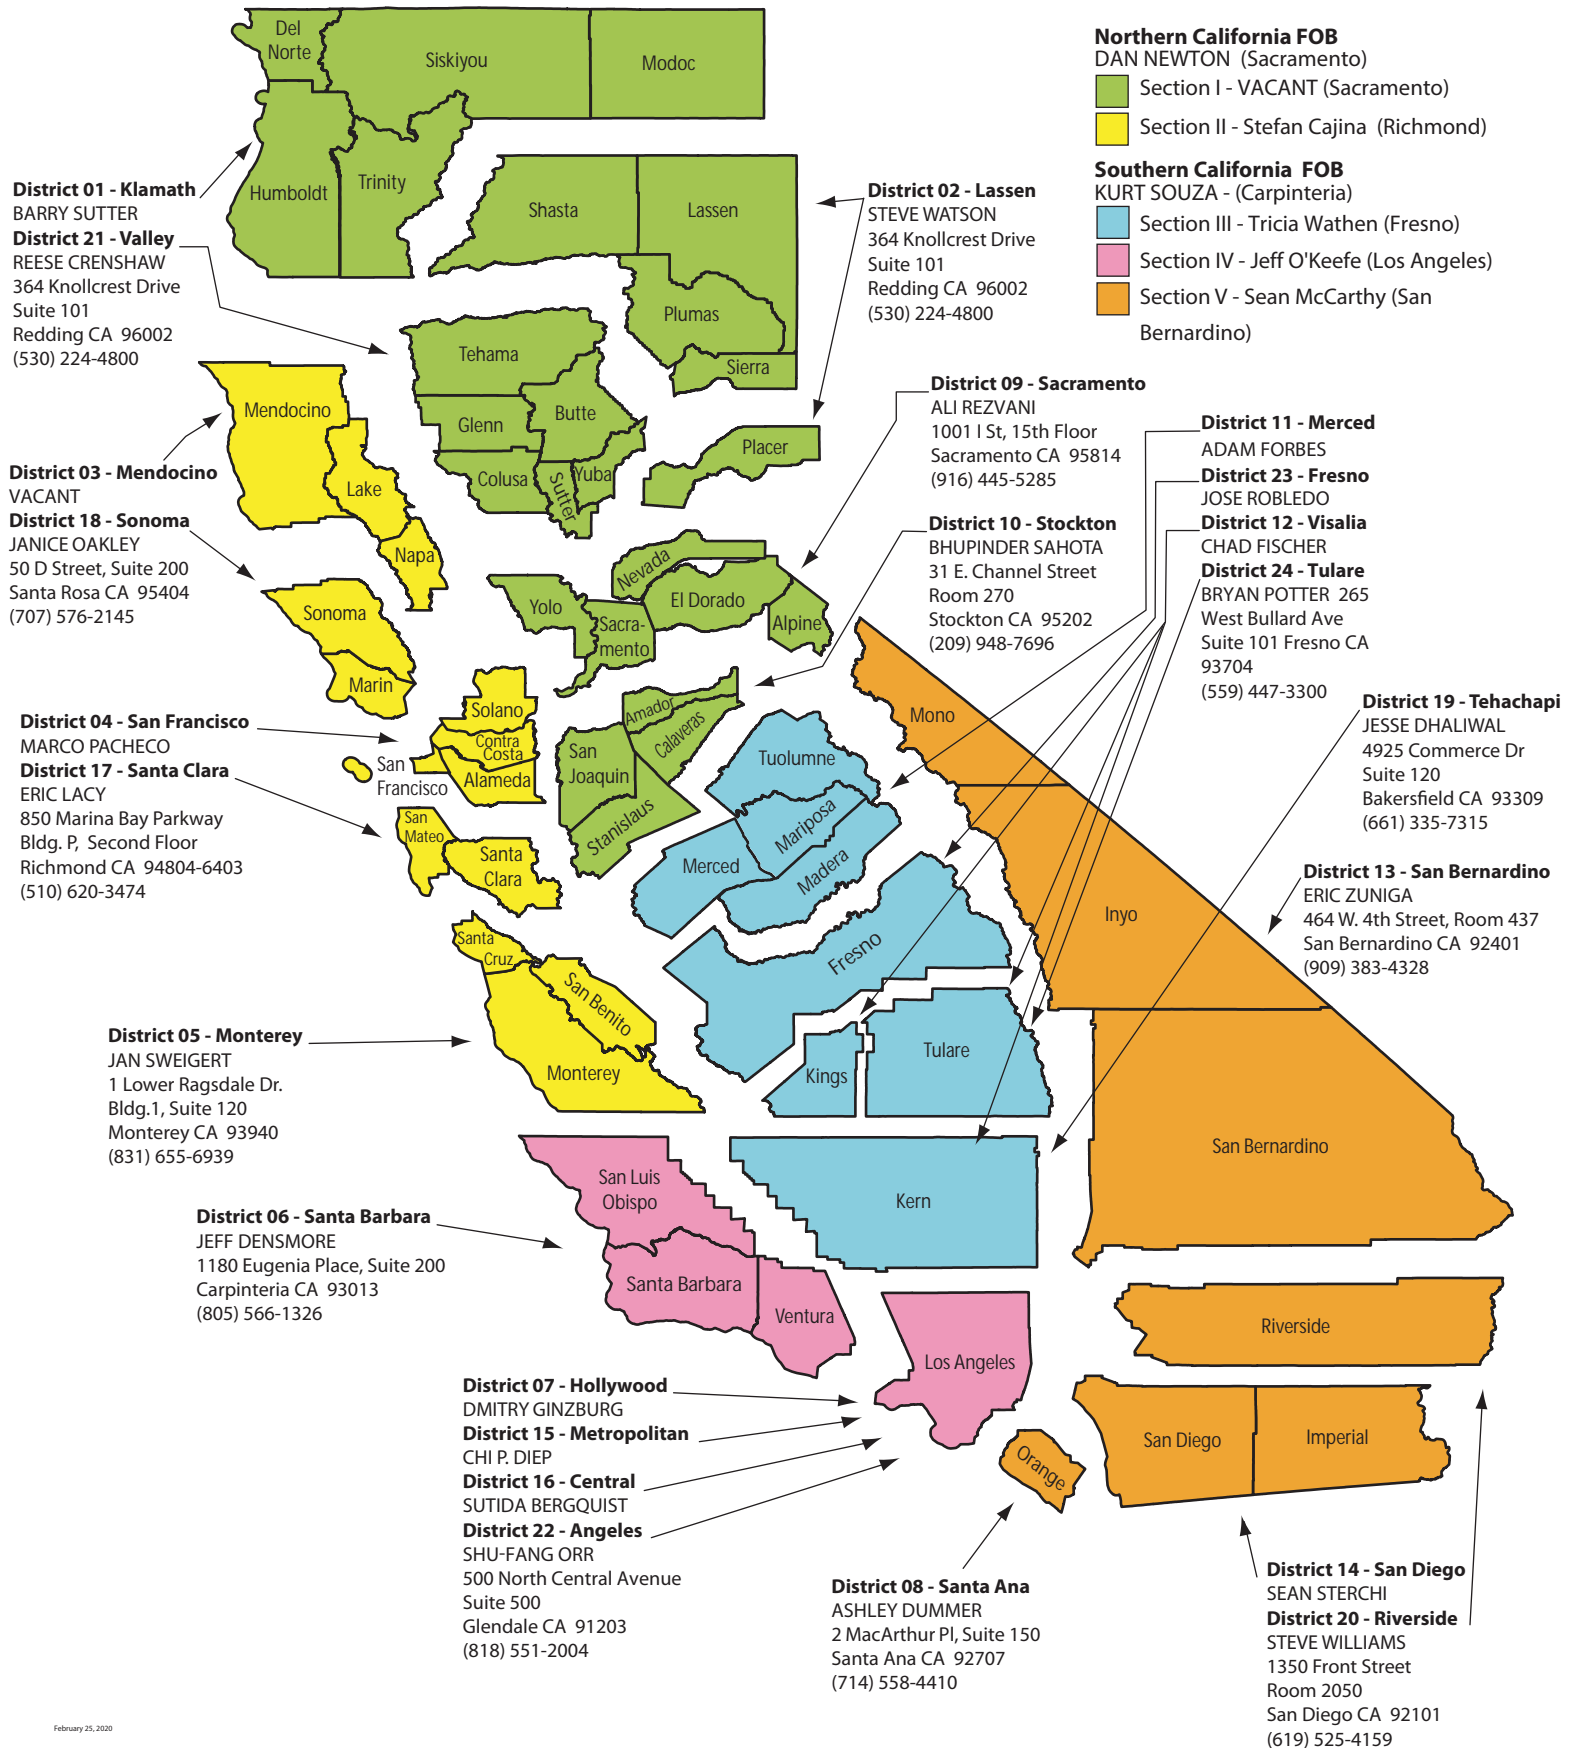 Northern California FOB
DAN NEWTON (Sacramento)
Section I - VACANT (Sacramento)
Section II - Stefan Cajina (Richmond)
Southern California FOB
KURT SOUZA - (Carpinteria)
Section III - Tricia Wathen (Fresno)
Section IV - Jeff O'Keefe (Los Angeles)
Section V - Sean McCarthy (San
Bernardino)
Del
Norte
Siskiyou
Modoc
Humboldt
Trinity
Shasta
Lassen
Plumas
Sierra
District 01 - Klamath
BARRY SUTTER
District 21 - Valley
REESE CRENSHAW
364 Knollcrest Drive
Suite 101
Redding CA 96002
(530) 224-4800
District 02 - Lassen
STEVE WATSON
364 Knollcrest Drive
Suite 101
Redding CA 96002
(530) 224-4800
Tehama
Glenn
Butte
Colusa
Sutter
Yuba
Placer
Mendocino
Lake
Napa
District 03 - Mendocino
VACANT
District 18 - Sonoma
JANICE OAKLEY
50 D Street, Suite 200
Santa Rosa CA 95404
(707) 576-2145
Sonoma
Marin
District 09 - Sacramento
ALI REZVANI
1001 I St, 15th Floor
Sacramento CA 95814
(916) 445-5285
District 10 - Stockton
BHUPINDER SAHOTA
31 E. Channel Street
Room 270
Stockton CA 95202
(209) 948-7696
District 11 - Merced
ADAM FORBES
District 23 - Fresno
JOSE ROBLEDO
District 12 - Visalia
CHAD FISCHER
District 24 - Tulare
BRYAN POTTER 265
West Bullard Ave
Suite 101 Fresno CA
93704
(559) 447-3300
Nevada
Yolo
Sacra-
mento
El Dorado
Alpine
Solano
Contra
Costa
Alameda
San
Francisco
San
Mateo
Santa
Clara
District 04 - San Francisco
MARCO PACHECO
District 17 - Santa Clara
ERIC LACY
850 Marina Bay Parkway
Bldg. P, Second Floor
Richmond CA 94804-6403
(510) 620-3474
Amador
Calaveras
San
Joaquin
Stanislaus
Tuolumne
Mariposa
Merced
Madera
Fresno
Kings
Tulare
Kern
Mono
Inyo
San Bernardino
District 19 - Tehachapi
JESSE DHALIWAL
4925 Commerce Dr
Suite 120
Bakersfield CA 93309
(661) 335-7315
District 13 - San Bernardino
ERIC ZUNIGA
464 W. 4th Street, Room 437
San Bernardino CA 92401
(909) 383-4328
Santa
Cruz
San Benito
Monterey
District 05 - Monterey
JAN SWEIGERT
1 Lower Ragsdale Dr.
Bldg.1, Suite 120
Monterey CA 93940
(831) 655-6939
San Luis
Obispo
Santa Barbara
Ventura
Los Angeles
District 06 - Santa Barbara
JEFF DENSMORE
1180 Eugenia Place, Suite 200
Carpinteria CA 93013
(805) 566-1326
Riverside
San Diego
Imperial
Orange
District 07 - Hollywood
DMITRY GINZBURG
District 15 - Metropolitan
CHI P. DIEP
District 16 - Central
SUTIDA BERGQUIST
District 22 - Angeles
SHU-FANG ORR
500 North Central Avenue
Suite 500
Glendale CA 91203
(818) 551-2004
District 08 - Santa Ana
ASHLEY DUMMER
2 MacArthur Pl, Suite 150
Santa Ana CA 92707
(714) 558-4410
District 14 - San Diego
SEAN STERCHI
District 20 - Riverside
STEVE WILLIAMS
1350 Front Street
Room 2050
San Diego CA 92101
(619) 525-4159
February 25, 2020